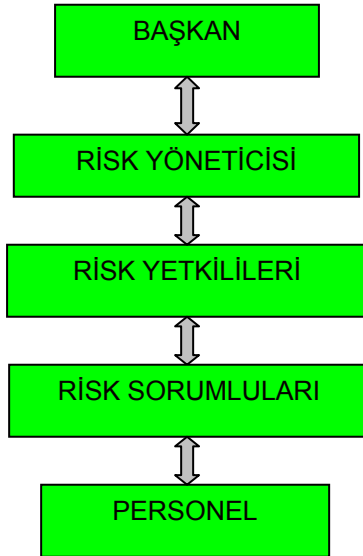 BAŞKAN
RİSK YÖNETİCİSİ
RİSK YETKİLİLERİ
RİSK SORUMLULARI
PERSONEL